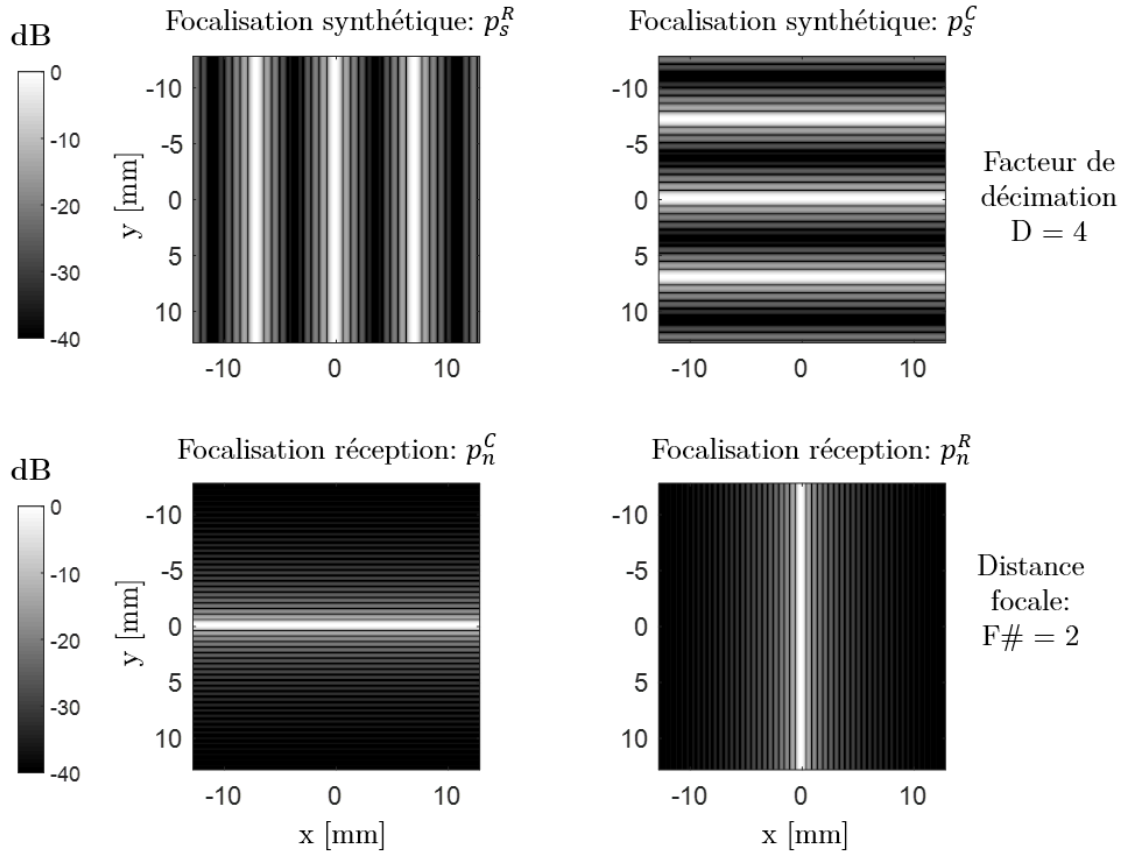 Focalisation synthétique: p_s^R
Focalisation synthétique: p_s^C
dB
0
-10
-20
-30
-40
y [mm]
-10
-5
0
5
10
-10
0
10
-10
-5
0
5
10
-10
0
10
Facteur de
décimation
D = 4
Focalisation réception: p_n^C
Focalisation réception: p_n^R
dB
0
-10
-20
-30
-40
y [mm]
-10
-5
0
5
10
-10
0
10
x [mm]
-10
-5
0
5
10
-10
0
10
x [mm]
Distance
focale:
F# = 2